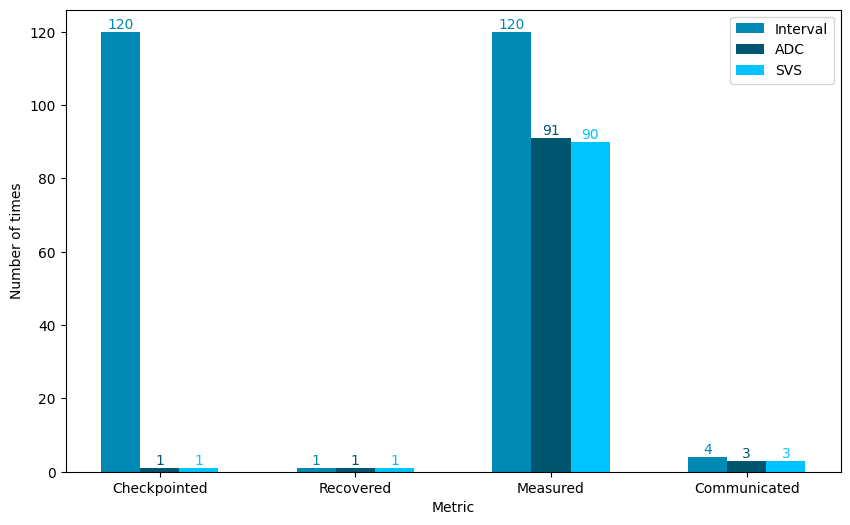 Interval
ADC
SVS
Number of times
120
100
80
60
40
20
0
120
1
1
1
1
1
120
91
90
4
3
3
Checkpointed
Recovered
Measured
Communicated
Metric